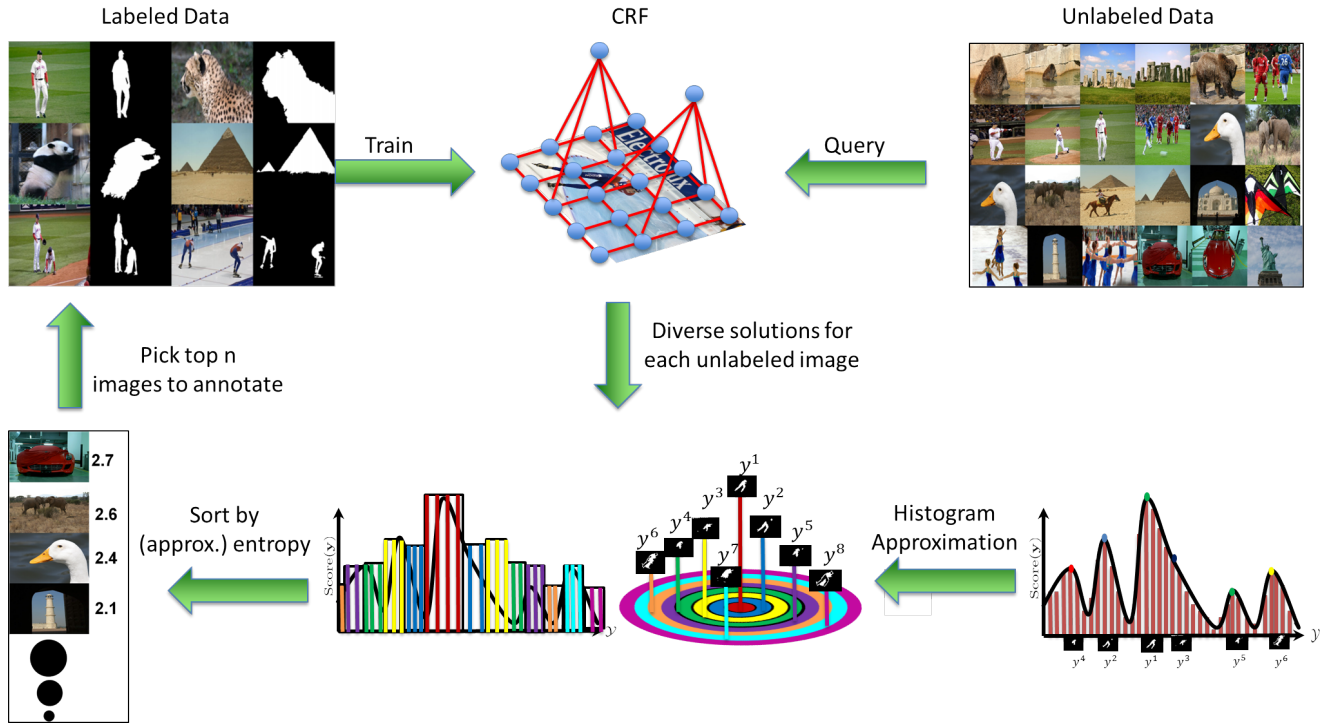 Labeled Data
CRF
Unlabeled Data
Train
Query
Electrolux
Pick top n
images to annotate
Diverse solutions for
each unlabeled image
2.7
2.6
2.4
2.1
Sort by
(approx.) entropy
Score(y)
y
y¹
y²
y³
y⁴
y⁵
y⁶
y⁷
y⁸
Histogram
Approximation
Score(y)
y
y⁴
y²
y¹
y³
y⁵
y⁶